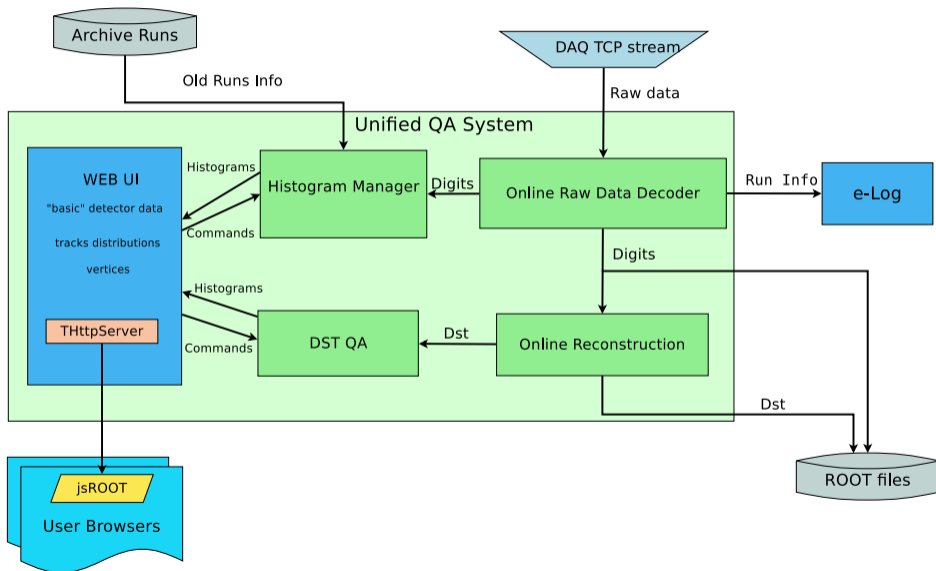 Archive Runs
DAQ TCP stream
Old Runs Info
Raw data
Unified QA System
WEB UI
"basic" detector data
tracks distributions
vertices
THttpServer
Histograms
Commands
Histogram Manager
Digits
Online Raw Data Decoder
Run Info
e-Log
Digits
Histograms
Commands
DST QA
Dst
Online Reconstruction
Dst
ROOT files
jsROOT
User Browsers